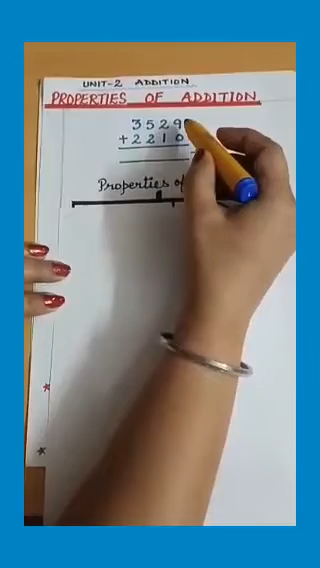 UNIT-2 ADDITION
PROPERTIES OF ADDITION
3529
+2210
Properties of